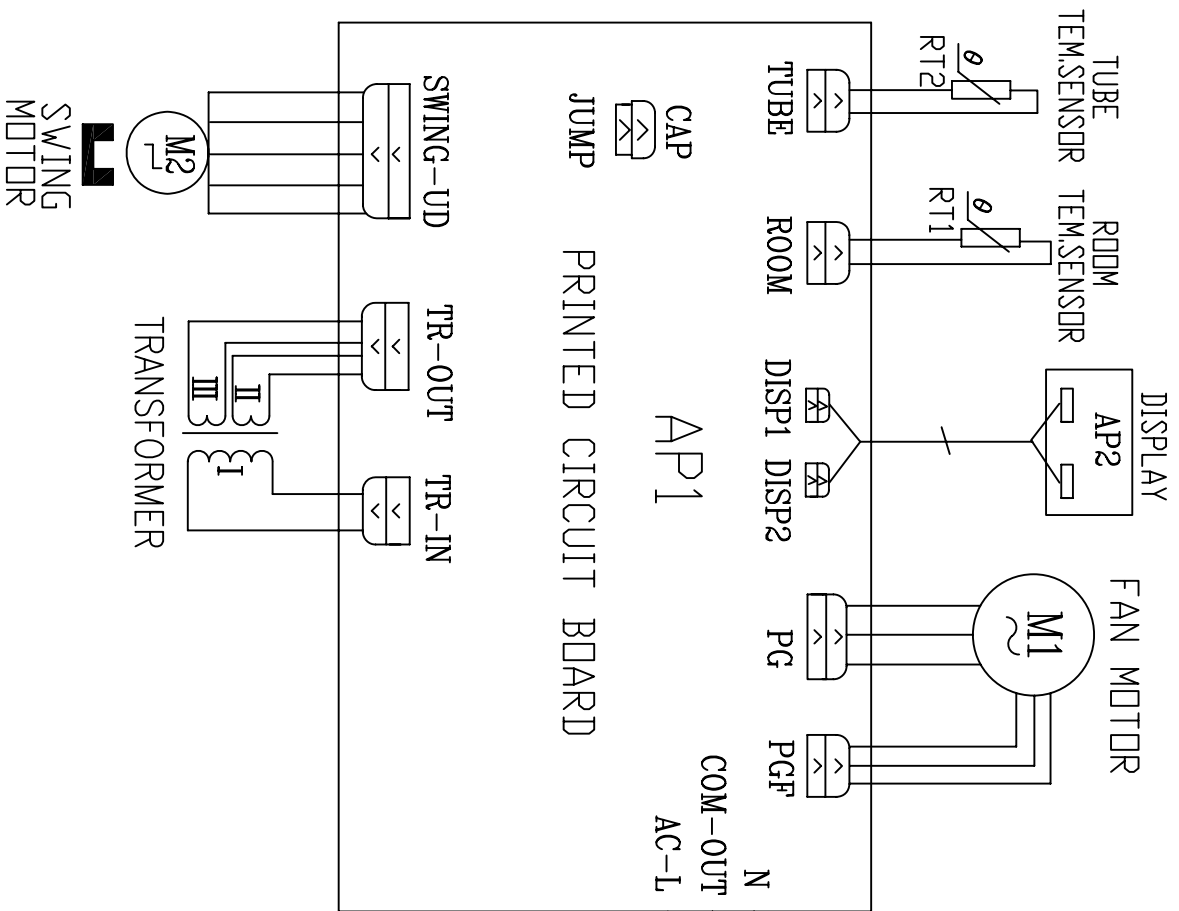 TUBE
TEM.SENSOR
θ
RT2
ROOM
TEM.SENSOR
θ
RT1
DISPLAY
AP2
FAN MOTOR
M1
TUBE
ROOM
DISP1
DISP2
PG
PGF
N
COM-OUT
AC-L
CAP
JUMP
AP1
PRINTED CIRCUIT BOARD
SWING-UD
TR-OUT
TR-IN
M2
SWING
MOTOR
III
II
I
TRANSFORMER